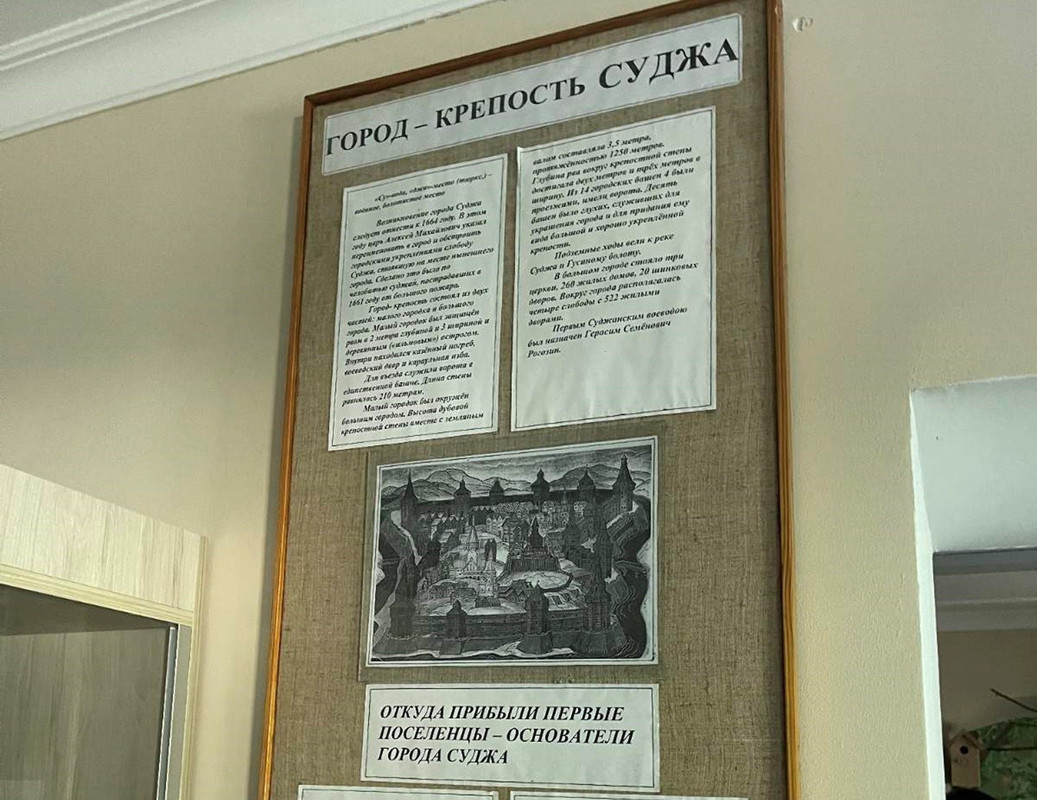 ГОРОД – КРЕПОСТЬ СУДЖА
«Су»-вода, «джа»-место (тюркс.) –
военное, болотистое место
Возникновение города Суджа
следует отнести к 1664 году. В этом
году царь Алексей Михайлович указал
переименовать в город и обстроить
городскими укреплениями слободу
Суджа, стоявшую на месте нынешнего
города. Сделано это было по
челобитью суджей, пострадавших в
1661 году от большого пожара.
Город- крепость состоял из двух
частей: малого городка и большого
города. Малый городок был защищён
рвом в 2 метра глубиной и 3 шириной и
деревянным острогом.
Внутри находился казённый погреб,
воеводский двор и караульная изба.
Для въезда служили ворота в
единственной башне. Длина стены
равнялась 210 метрам.
Малый городок был окружён
большим городом. Высота дубовой
крепостной стены вместе с земляным
валом составляла 3,5 метра,
протяжённостью 1250 метров.
Глубина рва вокруг крепостной стены
достигала двух метров и трёх метров в
ширину. Из 14 городских башен 4 были
проезжими, имели ворота. Десять
башен было глухих, служивших для
украшения города и для придания ему
вида большой и хорошо укреплённой
крепости.
Подземные ходы вели к реке
Суджа и Гусиному болоту.
В большом городе стояло три
церкви, 260 жилых домов, 20 шинковых
дворов. Вокруг города располагалась
четыре слободы с 522 жилыми
дворами.
Первым Суджанским воеводою
был назначен Герасим Семёнович
Рогозин.
ОТКУДА ПРИБЫЛИ ПЕРВЫЕ
ПОСЕЛЕНЦЫ – ОСНОВАТЕЛИ
ГОРОДА СУДЖА